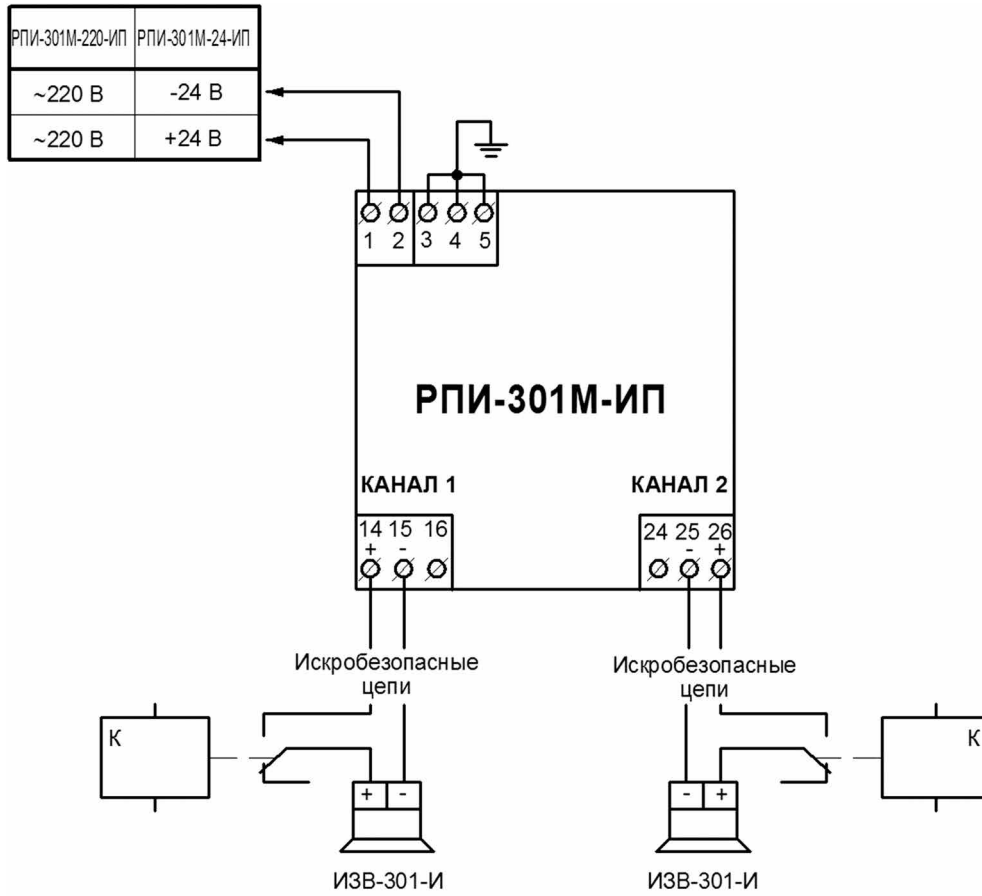 РПИ-301М-220-ИП РПИ-301М-24-ИП
~220 В -24 В
~220 В +24 В
1 2 3 4 5
РПИ-301М-ИП
КАНАЛ 1 КАНАЛ 2
14 15 16 24 25 26
+ - - +
Искробезопасные
цепи
Искробезопасные
цепи
К К
+ - - +
ИЗВ-301-И ИЗВ-301-И